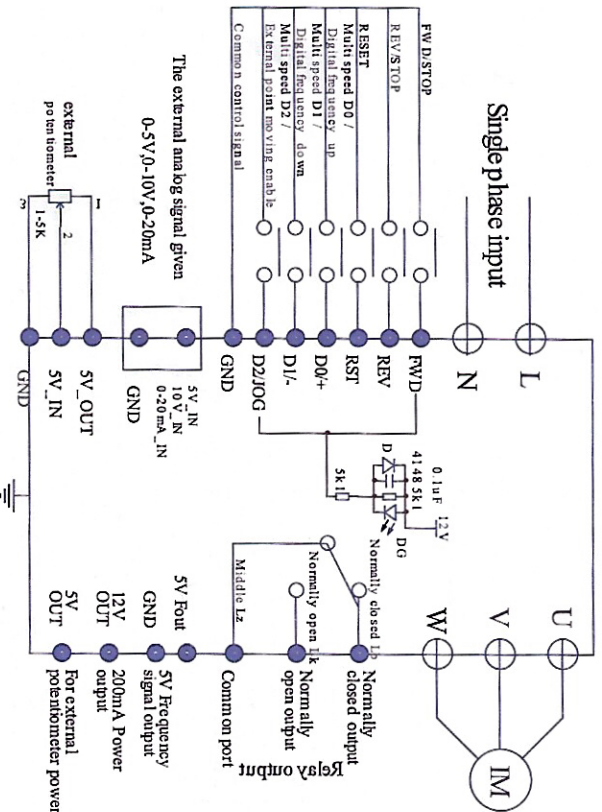 Single phase input
L
N
FWD/STOP
REV/STOP
RESET
Multi speed D0 /
Digital frequency up
Multi speed D1 /
Digital frequency down
Multi speed D2 /
External point moving enable
Common control signal
FWD
REV
RST
D0/+
D1/-
D2/JOG
GND
The external analog signal given
0-5V,0-10V,0-20mA
5V_IN
10V_IN
0-20mA_IN
GND
external
potentiometer
1
2
3
1-5K
5V_OUT
5V_IN
GND
12V
0.1uF
4148 5k1
D
DG
5k1
U
V
W
IM
Normally closed Lb
Normally open Lk
Middle Lz
Normally
closed output
Normally
open output
Common port
Relay output
5V Fout
GND
5V Frequency
signal output
12V
OUT
200mA Power
output
5V
OUT
For external
potentiometer power